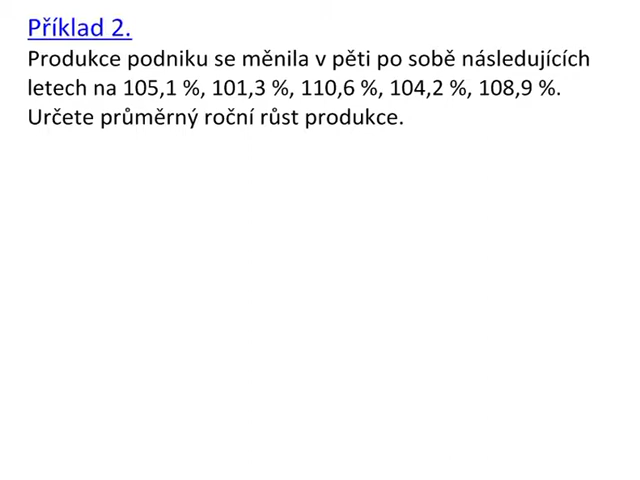 Příklad 2.
Produkce podniku se měnila v pěti po sobě následujících
letech na 105,1 %, 101,3 %, 110,6 %, 104,2 %, 108,9 %.
Určete průměrný roční růst produkce.